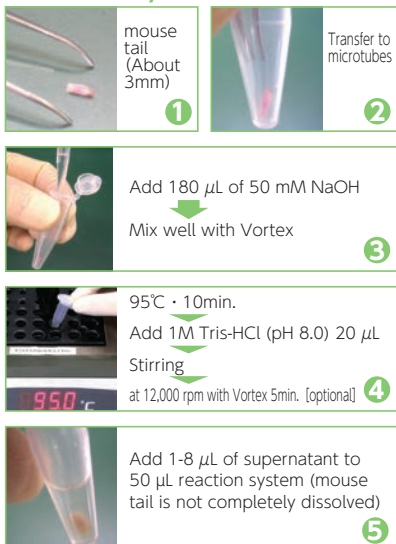 mouse
tail
(About
3mm)
1
Transfer to
microtubes
2
Add 180 μL of 50 mM NaOH
Mix well with Vortex
3
95℃・10min.
Add 1M Tris-HCl (pH 8.0) 20 μL
Stirring
at 12,000 rpm with Vortex 5min. [optional]
4
95.0 ℃
Add 1-8 μL of supernatant to
50 μL reaction system (mouse
tail is not completely dissolved)
5